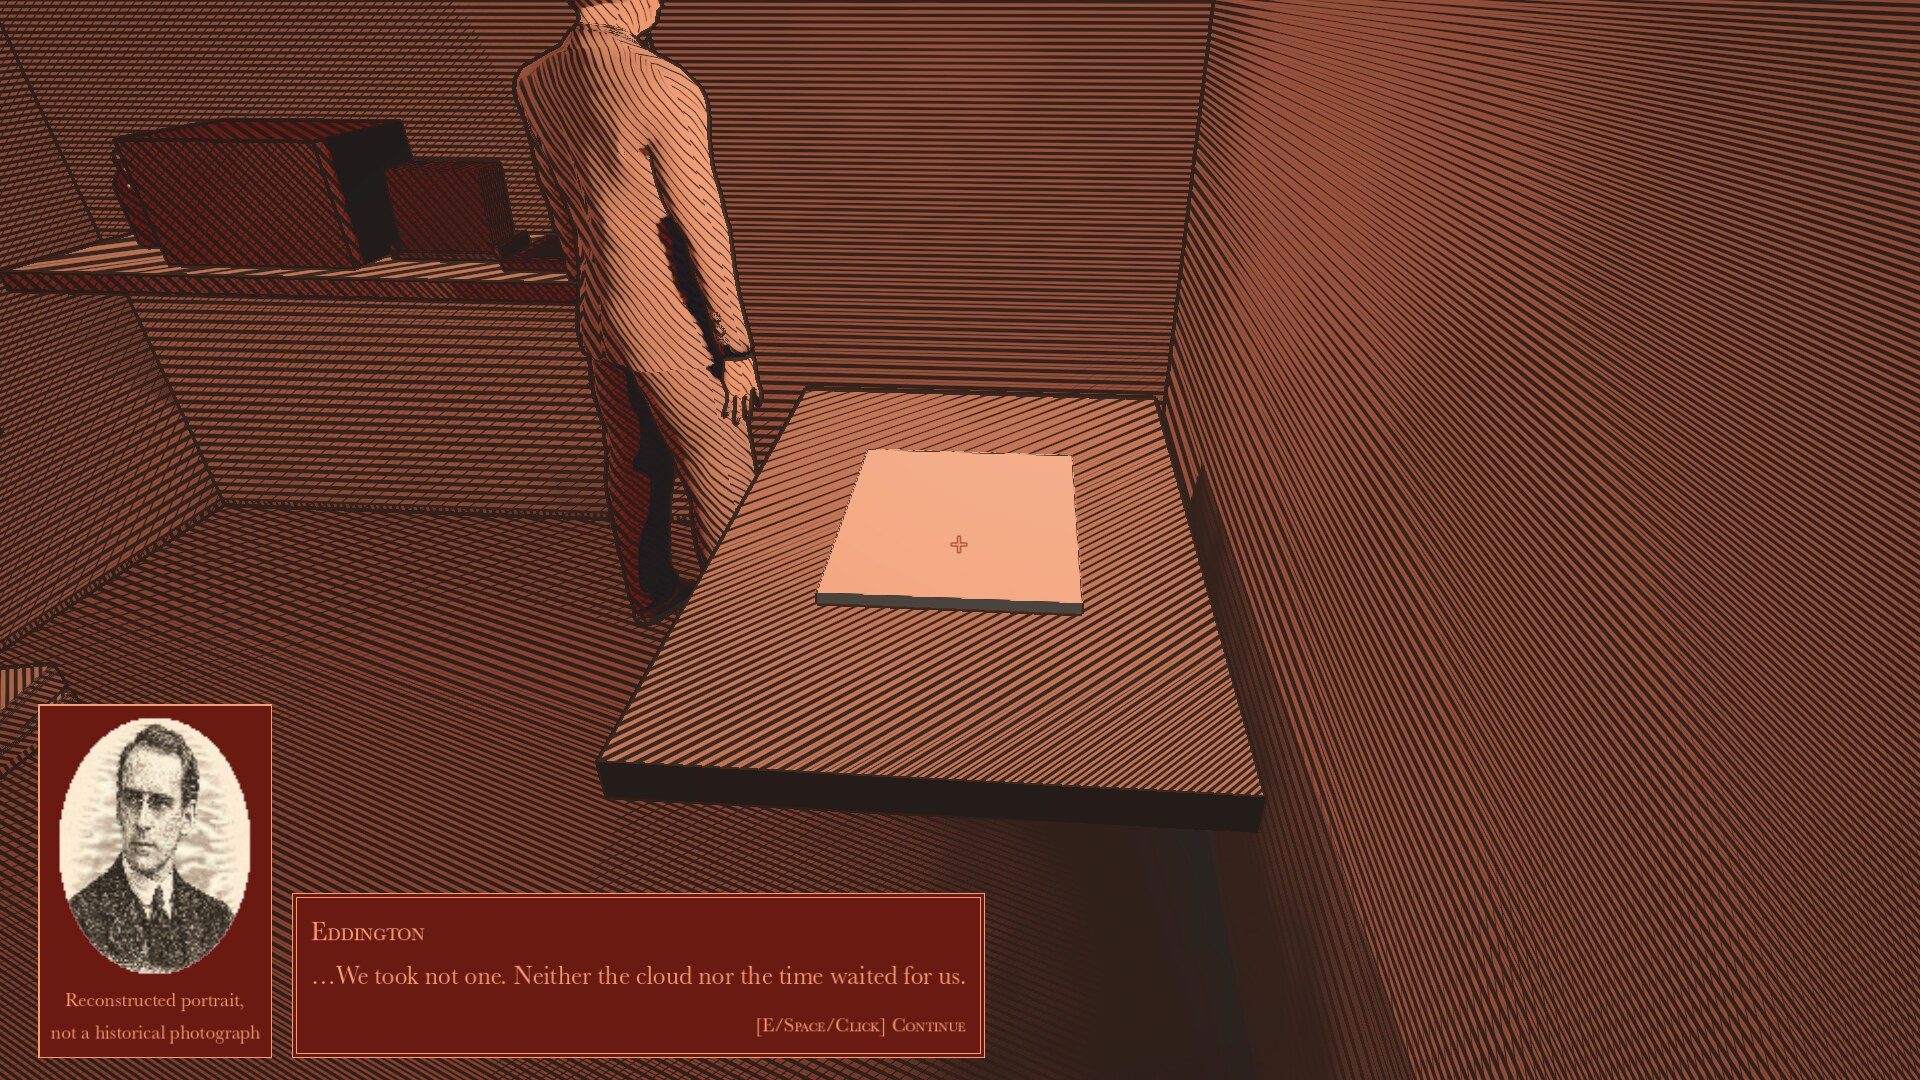 Reconstructed portrait,
not a historical photograph
Eddington
…We took not one. Neither the cloud nor the time waited for us.
[E/Space/Click] Continue